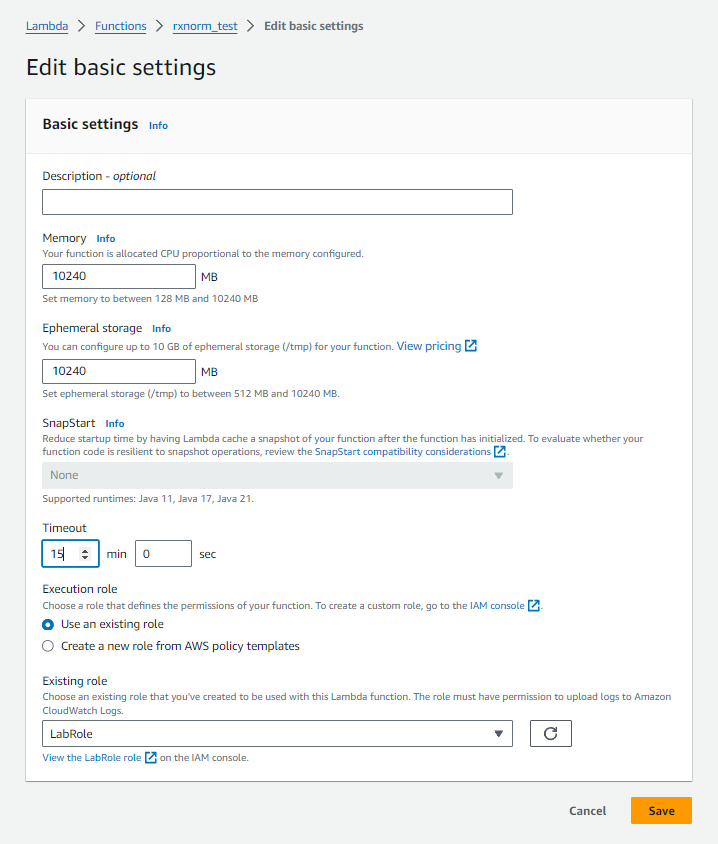 Lambda > Functions > rxnorm_test > Edit basic settings
Edit basic settings
Basic settings Info
Description - optional
Memory Info
Your function is allocated CPU proportional to the memory configured.
10240 MB
Set memory to between 128 MB and 10240 MB
Ephemeral storage Info
You can configure up to 10 GB of ephemeral storage (/tmp) for your function. View pricing
10240 MB
Set ephemeral storage (/tmp) to between 512 MB and 10240 MB.
SnapStart Info
Reduce startup time by having Lambda cache a snapshot of your function after the function has initialized. To evaluate whether your
function code is resilient to snapshot operations, review the SnapStart compatibility considerations.
None
Supported runtimes: Java 11, Java 17, Java 21.
Timeout
15 min 0 sec
Execution role
Choose a role that defines the permissions of your function. To create a custom role, go to the IAM console.
Use an existing role
Create a new role from AWS policy templates
Existing role
Choose an existing role that you've created to be used with this Lambda function. The role must have permission to upload logs to Amazon
CloudWatch Logs.
LabRole
View the LabRole role on the IAM console.
Cancel Save